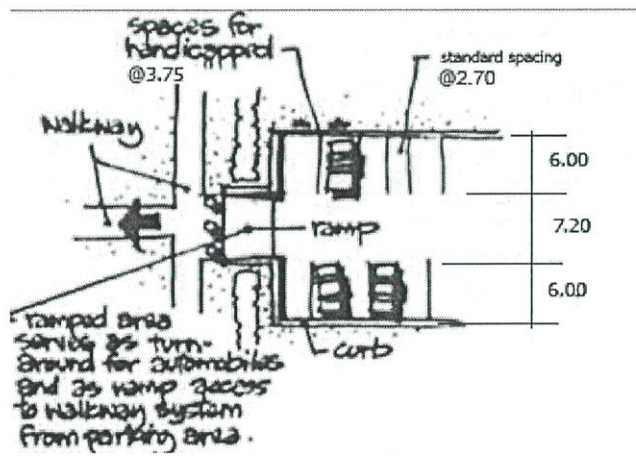 spaces for
handicapped
@3.75
standard spacing
@2.70
walkway
6.00
ramp
7.20
6.00
curb
ramped area
serves as turn-
around for automobiles
and as ramp access
to walkway system
from parking area.